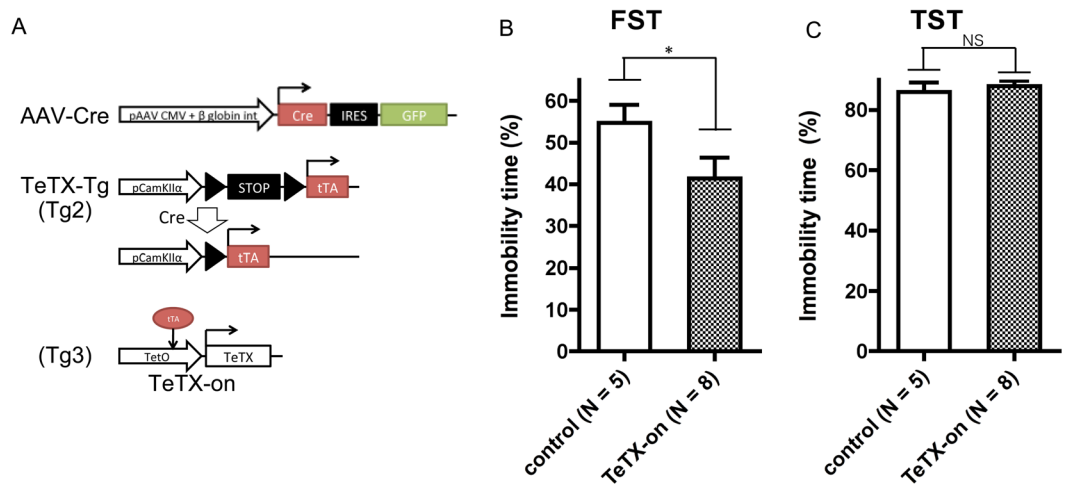 A
AAV-Cre
pAAV CMV + β globin int
Cre
IRES
GFP
TeTX-Tg
(Tg2)
pCamKIIα
STOP
tTA
Cre
pCamKIIα
tTA
(Tg3)
tTA
TetO
TeTX
TeTX-on
B
FST
*
Immobility time (%)
60
50
40
30
20
10
0
control (N = 5)
TeTX-on (N = 8)
C
TST
NS
Immobility time (%)
80
60
40
20
0
control (N = 5)
TeTX-on (N = 8)